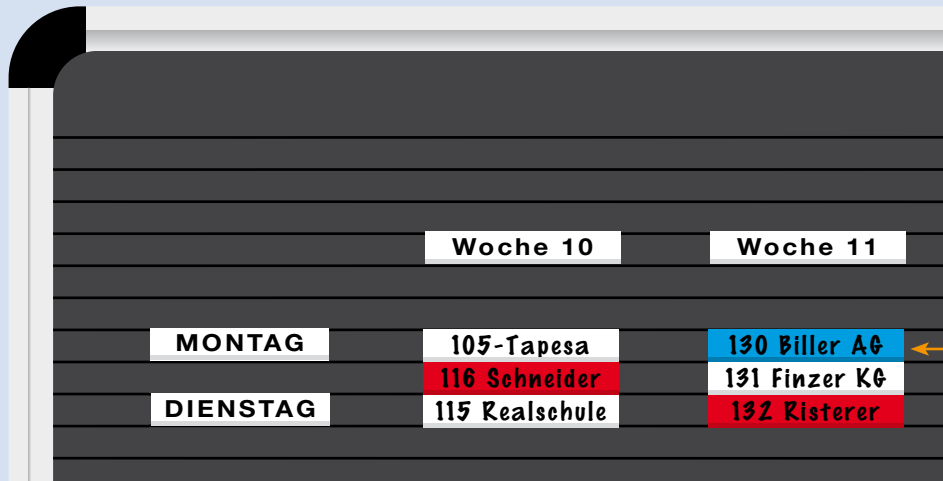 Woche 10 Woche 11
MONTAG 105-Tapesa 130 Biller AG
116 Schneider 131 Finzer KG
DIENSTAG 115 Realschule 132 Risterer